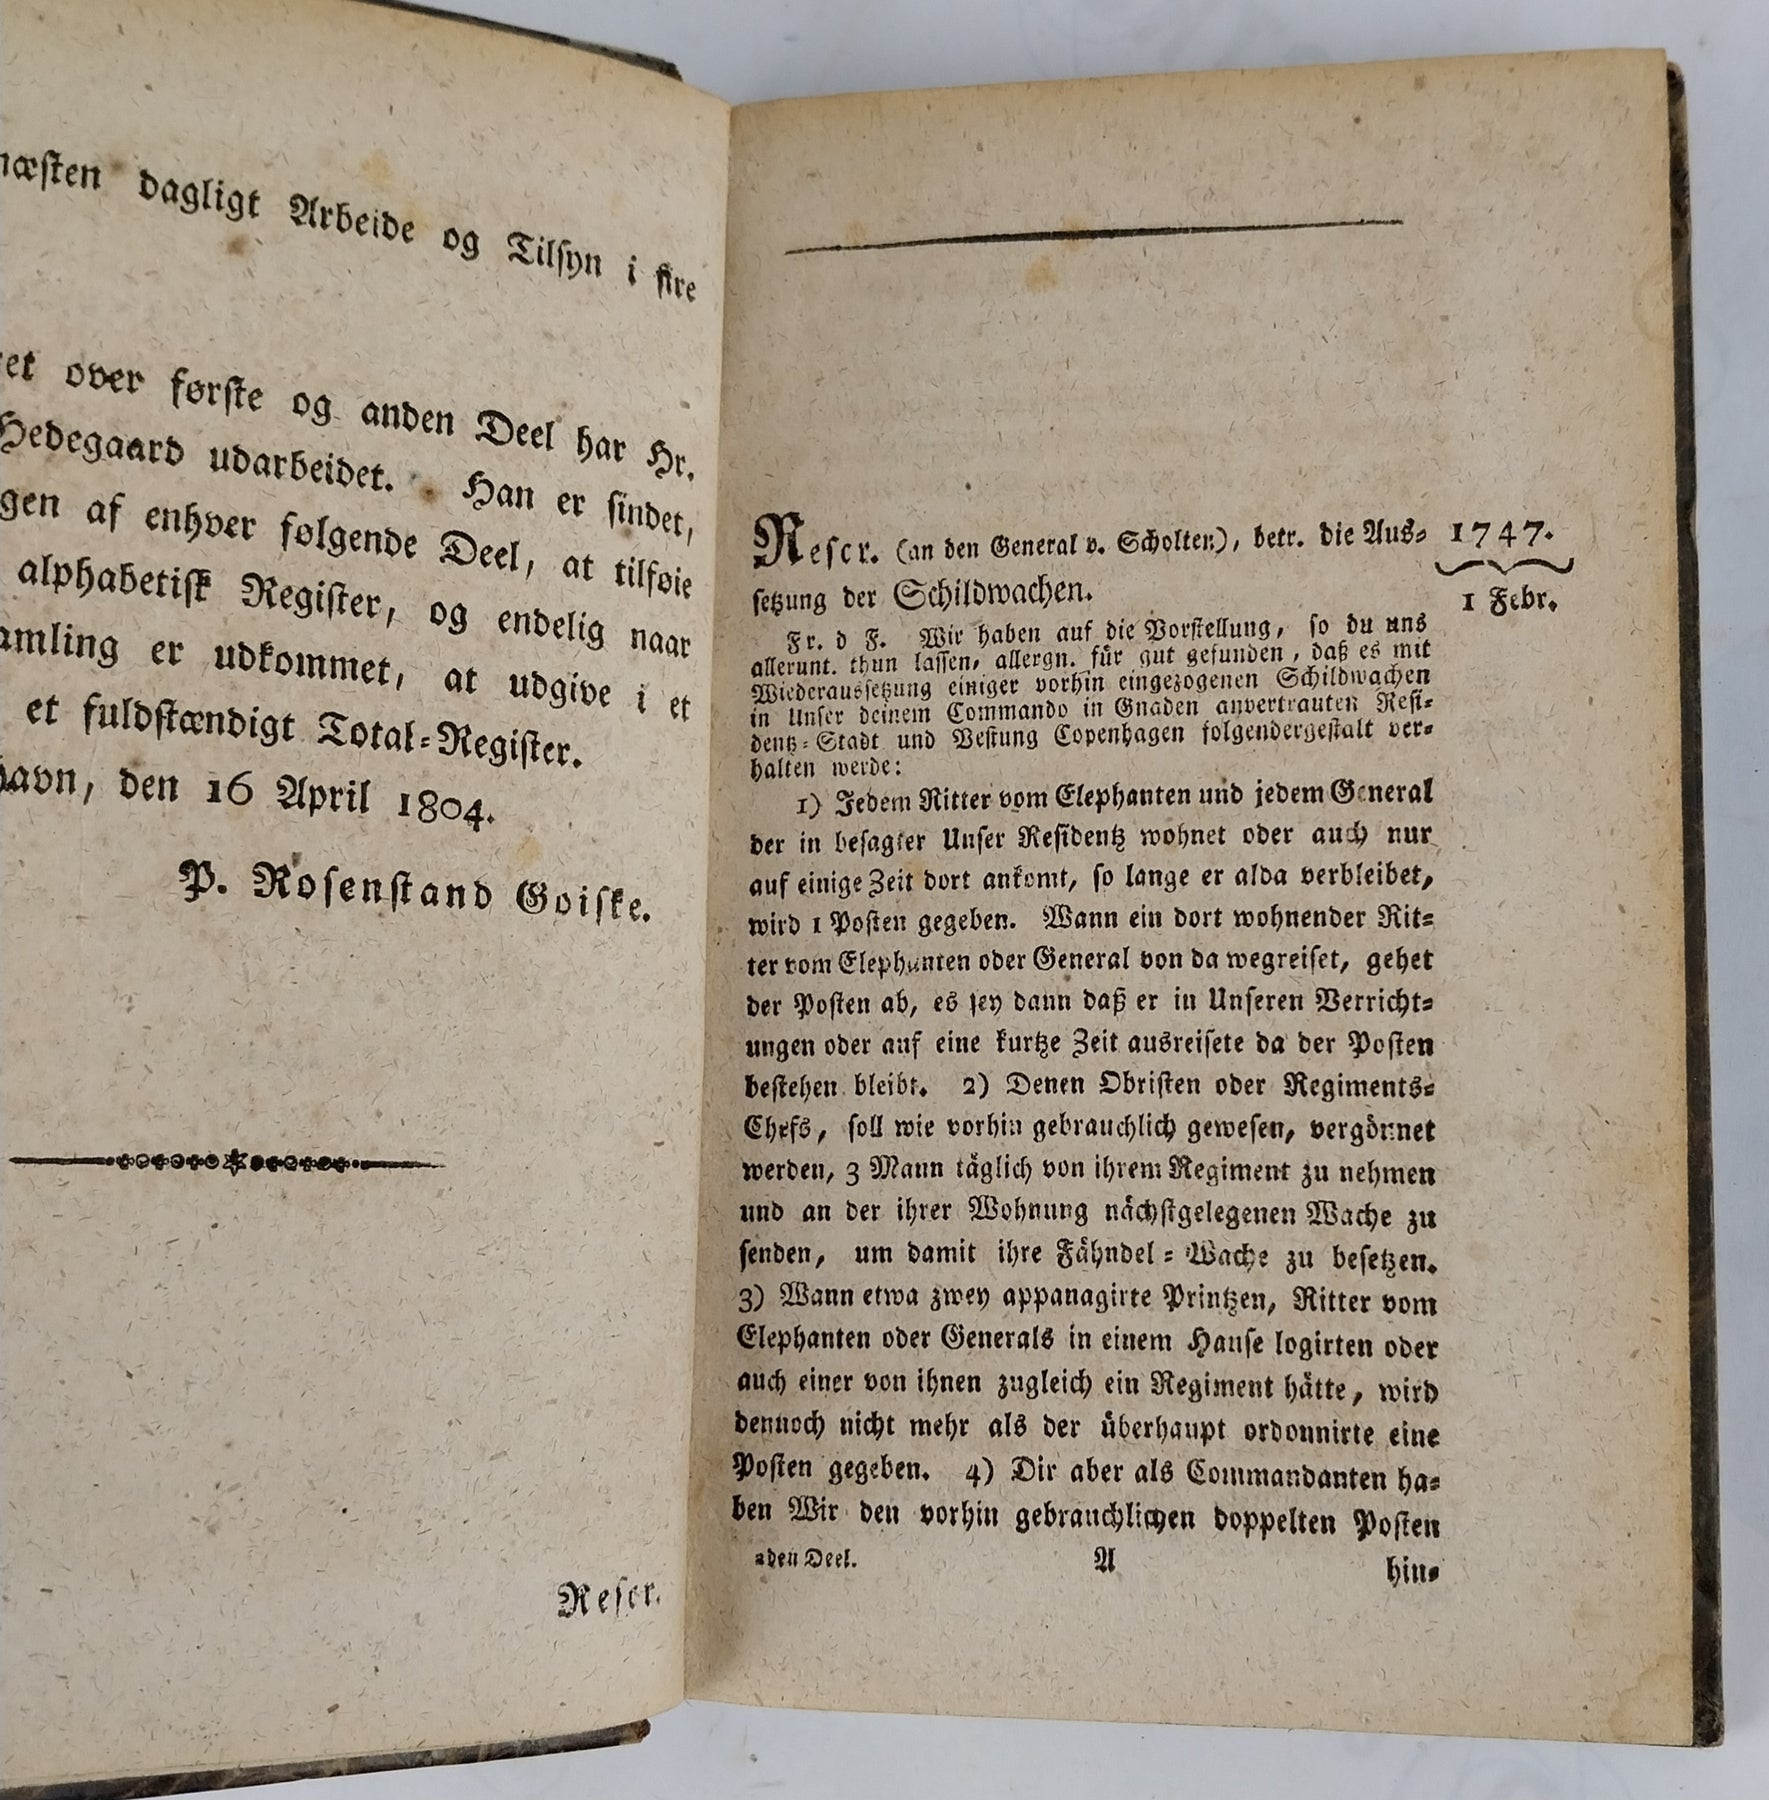 næsten dagligt Arbeide og Tilsyn i fire
over første og anden Deel har Hr.
Hedegaard udarbeidet. Han er sindet,
af enhver følgende Deel, at tilføie
alphabetisk Register, og endelig naar
er udkommet, at udgive i et
et fuldstændigt Total-Register.
den 16 April 1804.
P. Rosenstand Goiske.
Rescr.
Rescr. (an den General v. Scholten), betr. die Aus-
setzung der Schildwachen.
1747.
1 Febr.
Fr. d F. Wir haben auf die Vorstellung, so du uns
allerunt. thun lassen, allergn. für gut gefunden, daß es mit
Wiederaussetzung einiger vorhin eingezogenen Schildwachen
in Unser deinem Commando in Gnaden anvertrauten Resi-
dentz-Stadt und Vestung Copenhagen folgendergestalt ver-
halten werde:
1) Jedem Ritter vom Elephanten und jedem General
der in besagter Unser Residentz wohnet oder auch nur
auf einige Zeit dort ankomt, so lange er alda verbleibet,
wird 1 Posten gegeben. Wann ein dort wohnender Rit-
ter vom Elephanten oder General von da wegreiset, gehet
der Posten ab, es sey dann daß er in Unseren Verricht-
ungen oder auf eine kurtze Zeit ausreisete da der Posten
bestehen bleibt. 2) Denen Obristen oder Regiments-
Chefs, soll wie vorhin gebrauchlich gewesen, vergönnet
werden, 3 Mann täglich von ihrem Regiment zu nehmen
und an der ihrer Wohnung nächstgelegenen Wache zu
senden, um damit ihre Fähndel-Wache zu besetzen.
3) Wann etwa zwey appanagirte Printzen, Ritter vom
Elephanten oder Generals in einem Hause logirten oder
auch einer von ihnen zugleich ein Regiment hätte, wird
dennoch nicht mehr als der überhaupt ordonnirte eine
Posten gegeben. 4) Dir aber als Commandanten ha-
ben Wir den vorhin gebrauchlichen doppelten Posten
2den Deel. A hin-